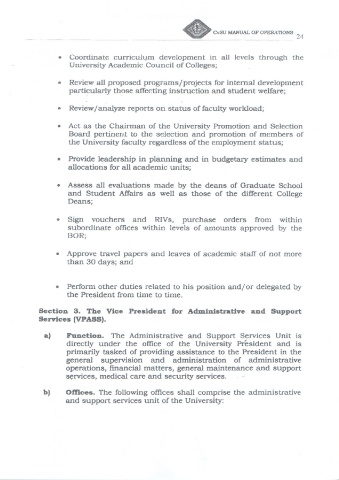 CvSU MANUAL OF OPERATIONS 24
• Coordinate curriculum development in all levels through the
University Academic Council of Colleges;
• Review all proposed programs/projects for internal development
particularly those affecting instruction and student welfare;
• Review/analyze reports on status of faculty workload;
• Act as the Chairman of the University Promotion and Selection
Board pertinent to the selection and promotion of members of
the University faculty regardless of the employment status;
• Provide leadership in planning and in budgetary estimates and
allocations for all academic units;
• Assess all evaluations made by the deans of Graduate School
and Student Affairs as well as those of the different College
Deans;
• Sign vouchers and RIVs, purchase orders from within
subordinate offices within levels of amounts approved by the
BOR;
• Approve travel papers and leaves of academic staff of not more
than 30 days; and
• Perform other duties related to his position and/or delegated by
the President from time to time.
Section 3. The Vice President for Administrative and Support
Services (VPASS).
a) Function. The Administrative and Support Services Unit is
directly under the office of the University President and is
primarily tasked of providing assistance to the President in the
general supervision and administration of administrative
operations, financial matters, general maintenance and support
services, medical care and security services.
b) Offices. The following offices shall comprise the administrative
and support services unit of the University: